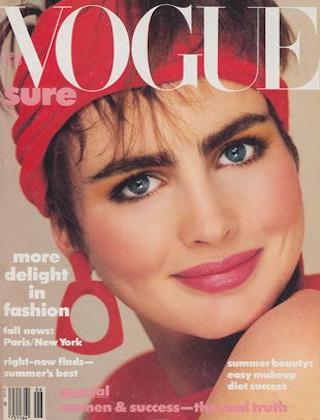 VOGUE
sure
more
delight
in
fashion
fall news:
Paris/New York
right-now finds—
summer's best
summer beauty:
easy makeup
diet success
women & success—the real truth